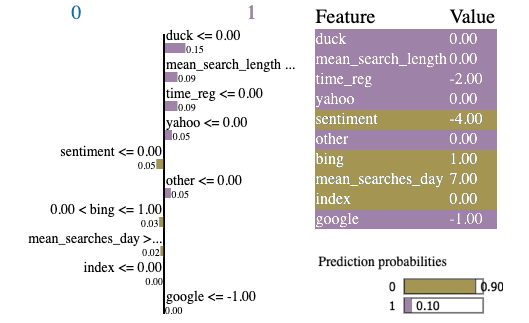 0 1
duck <= 0.00
0.15
mean_search_length ...
0.09
time_reg <= 0.00
0.09
yahoo <= 0.00
0.05
sentiment <= 0.00
0.05
other <= 0.00
0.05
0.00 < bing <= 1.00
0.03
mean_searches_day >...
0.02
index <= 0.00
0.00
google <= -1.00
0.00
Feature Value
duck 0.00
mean_search_length 0.00
time_reg -2.00
yahoo 0.00
sentiment -4.00
other 0.00
bing 1.00
mean_searches_day 7.00
index 0.00
google -1.00
Prediction probabilities
0 0.90
1 0.10